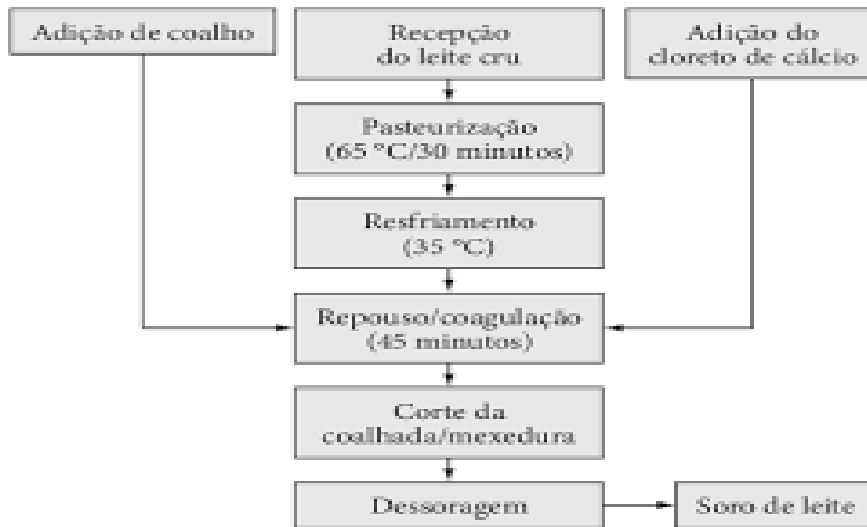 Adição de coalho
Recepção
do leite cru
Adição do
cloreto de cálcio
Pasteurização
(65 °C/30 minutos)
Resfriamento
(35 °C)
Repouso/coagulação
(45 minutos)
Corte da
coalhada/mexedura
Dessoragem
Soro de leite